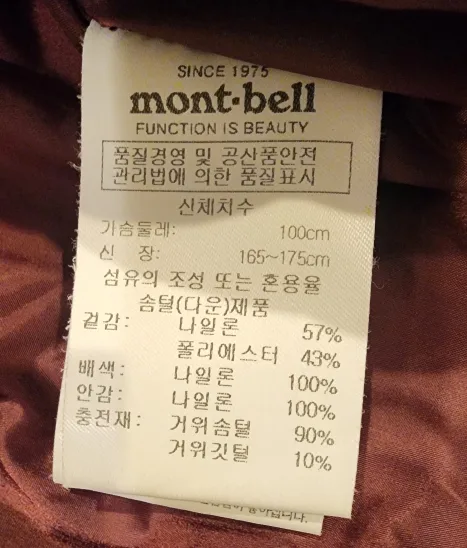 SINCE 1975
mont·bell
FUNCTION IS BEAUTY
품질경영 및 공산품안전
관리법에 의한 품질표시
신체치수
가슴둘레: 100cm
신 장: 165~175cm
섬유의 조성 또는 혼용율
솜털(다운)제품
겉감: 나일론 57%
폴리에스터 43%
배색: 나일론 100%
안감: 나일론 100%
충전재: 거위솜털 90%
거위깃털 10%